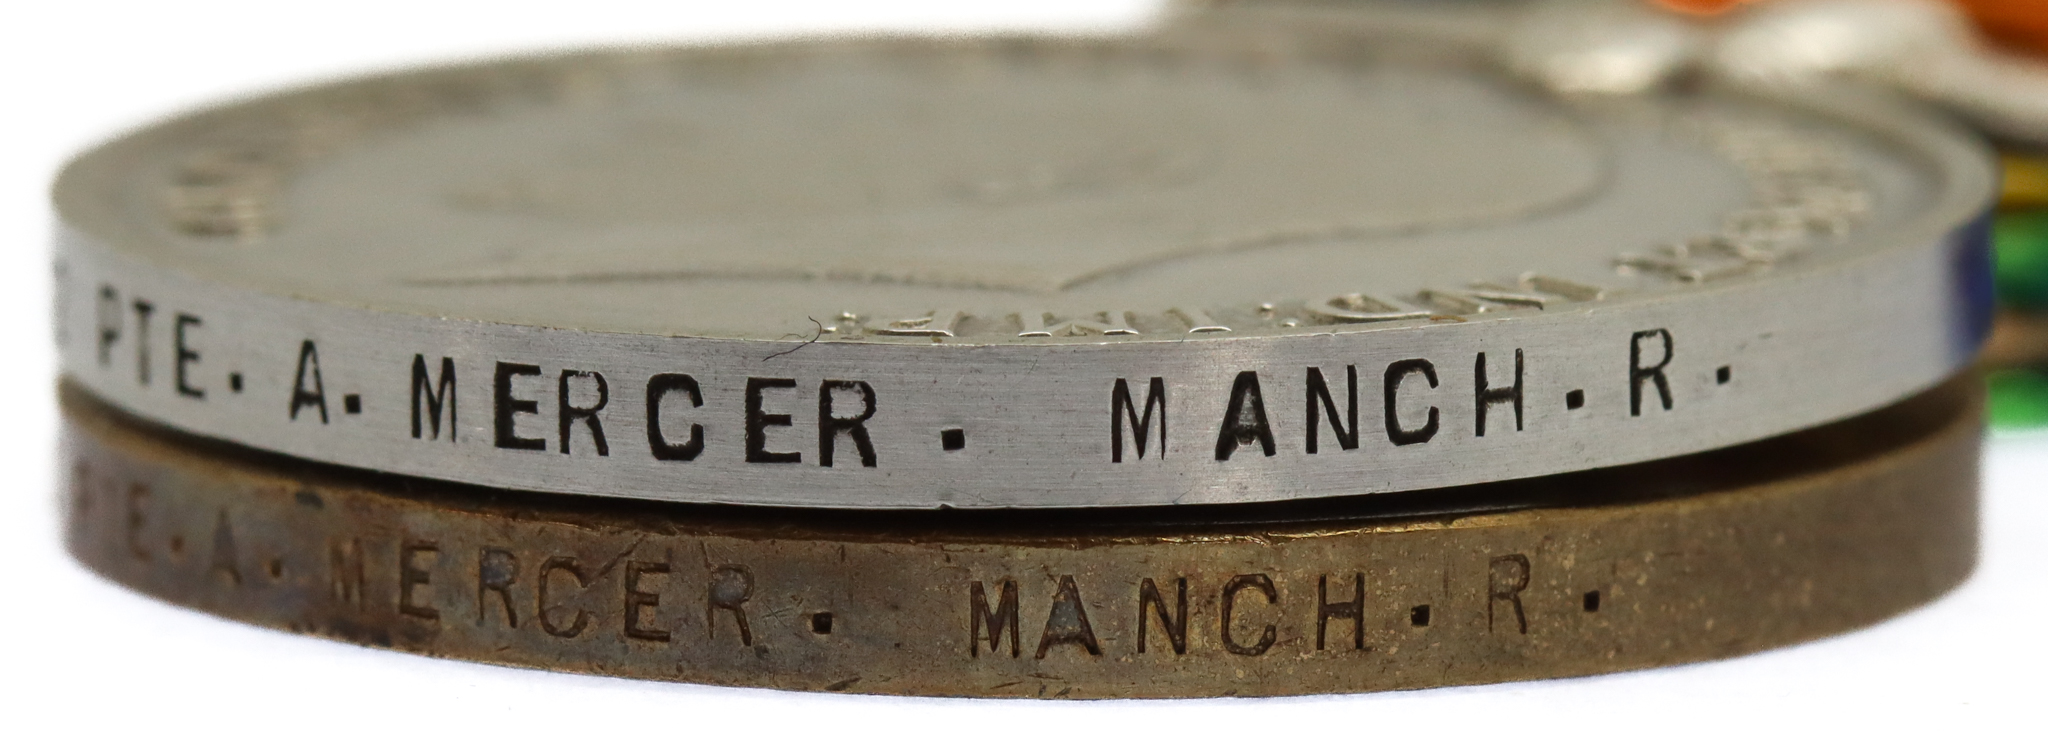 PTE. A. MERCER. MANCH. R.
PTE. A. MERCER. MANCH. R.